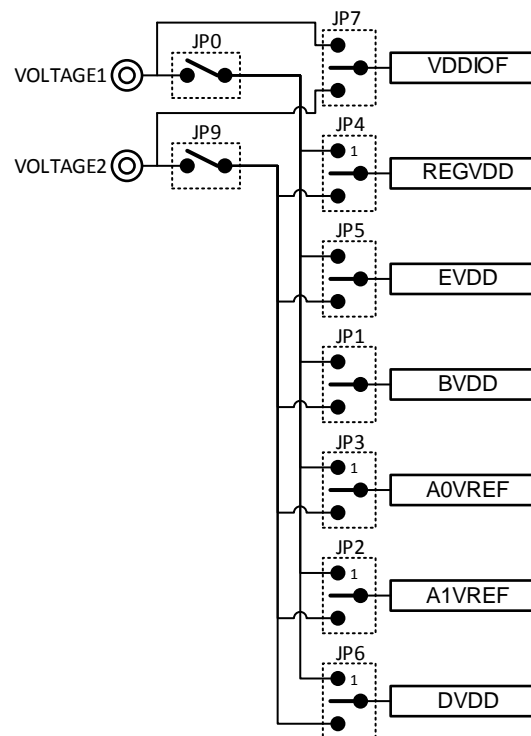 JP7
JP0
VOLTAGE1
VDDIOF
JP9
JP4
VOLTAGE2
1
REGVDD
JP5
EVDD
JP1
BVDD
JP3
1
A0VREF
JP2
1
A1VREF
JP6
1
DVDD